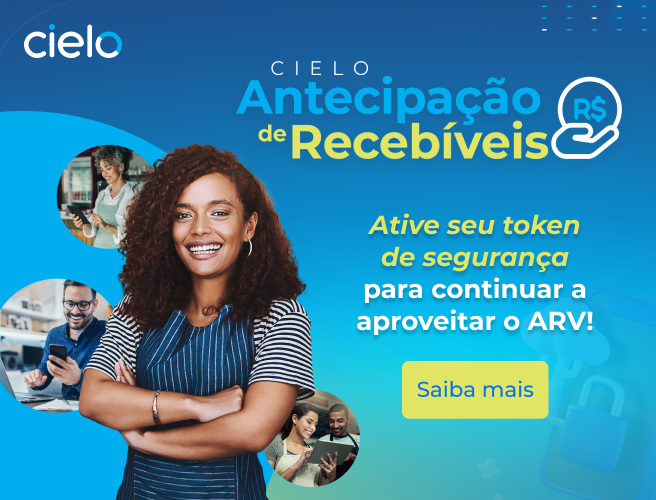 cielo
CIELO
Antecipação
de Recebíveis
R$
Ative seu token
de segurança
para continuar a
aproveitar o ARV!
Saiba mais